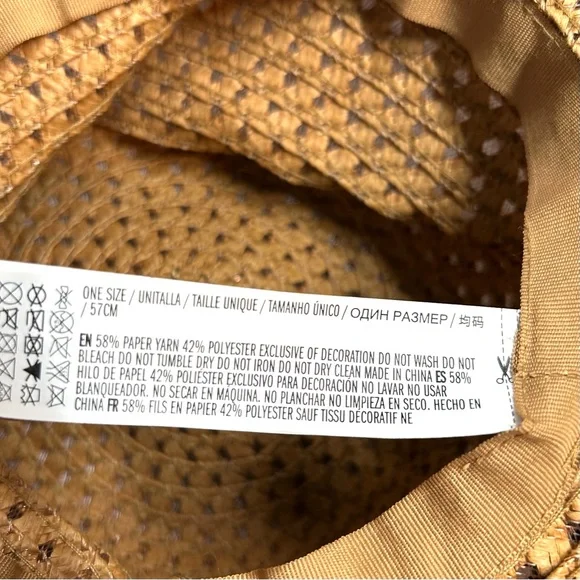 ONE SIZE / UNITALLA / TAILLE UNIQUE / TAMANHO ÚNICO / ОДИН РАЗМЕР / 均码
/ 57CM
EN 58% PAPER YARN 42% POLYESTER EXCLUSIVE OF DECORATION DO NOT WASH DO NOT
BLEACH DO NOT TUMBLE DRY DO NOT IRON DO NOT DRY CLEAN MADE IN CHINA ES 58%
HILO DE PAPEL 42% POLIÉSTER EXCLUSIVO PARA DECORACIÓN NO LAVAR NO USAR
BLANQUEADOR. NO SECAR EN MÁQUINA. NO PLANCHAR NO LIMPIEZA EN SECO. HECHO EN
CHINA FR 58% FILS EN PAPIER 42% POLYESTER SAUF TISSU DÉCORATIF NE